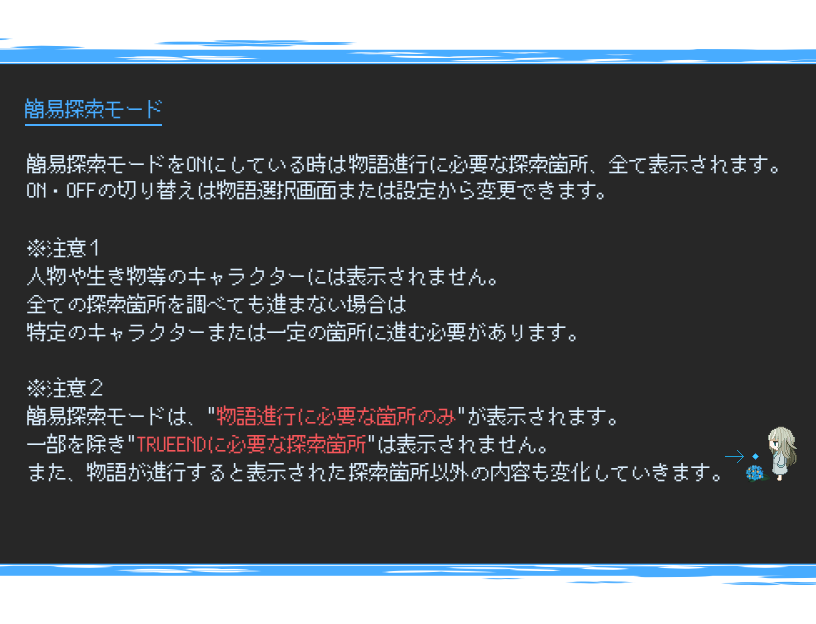 簡易探索モード
簡易探索モードをONにしている時は物語進行に必要な探索箇所、全て表示されます。
ON・OFFの切り替えは物語選択画面または設定から変更できます。
※注意1
人物や生き物等のキャラクターには表示されません。
全ての探索箇所を調べても進まない場合は
特定のキャラクターまたは一定の箇所に進む必要があります。
※注意2
簡易探索モードは、"物語進行に必要な箇所のみ"が表示されます。
一部を除き"TRUEENDに必要な探索箇所"は表示されません。
また、物語が進行すると表示された探索箇所以外の内容も変化していきます。